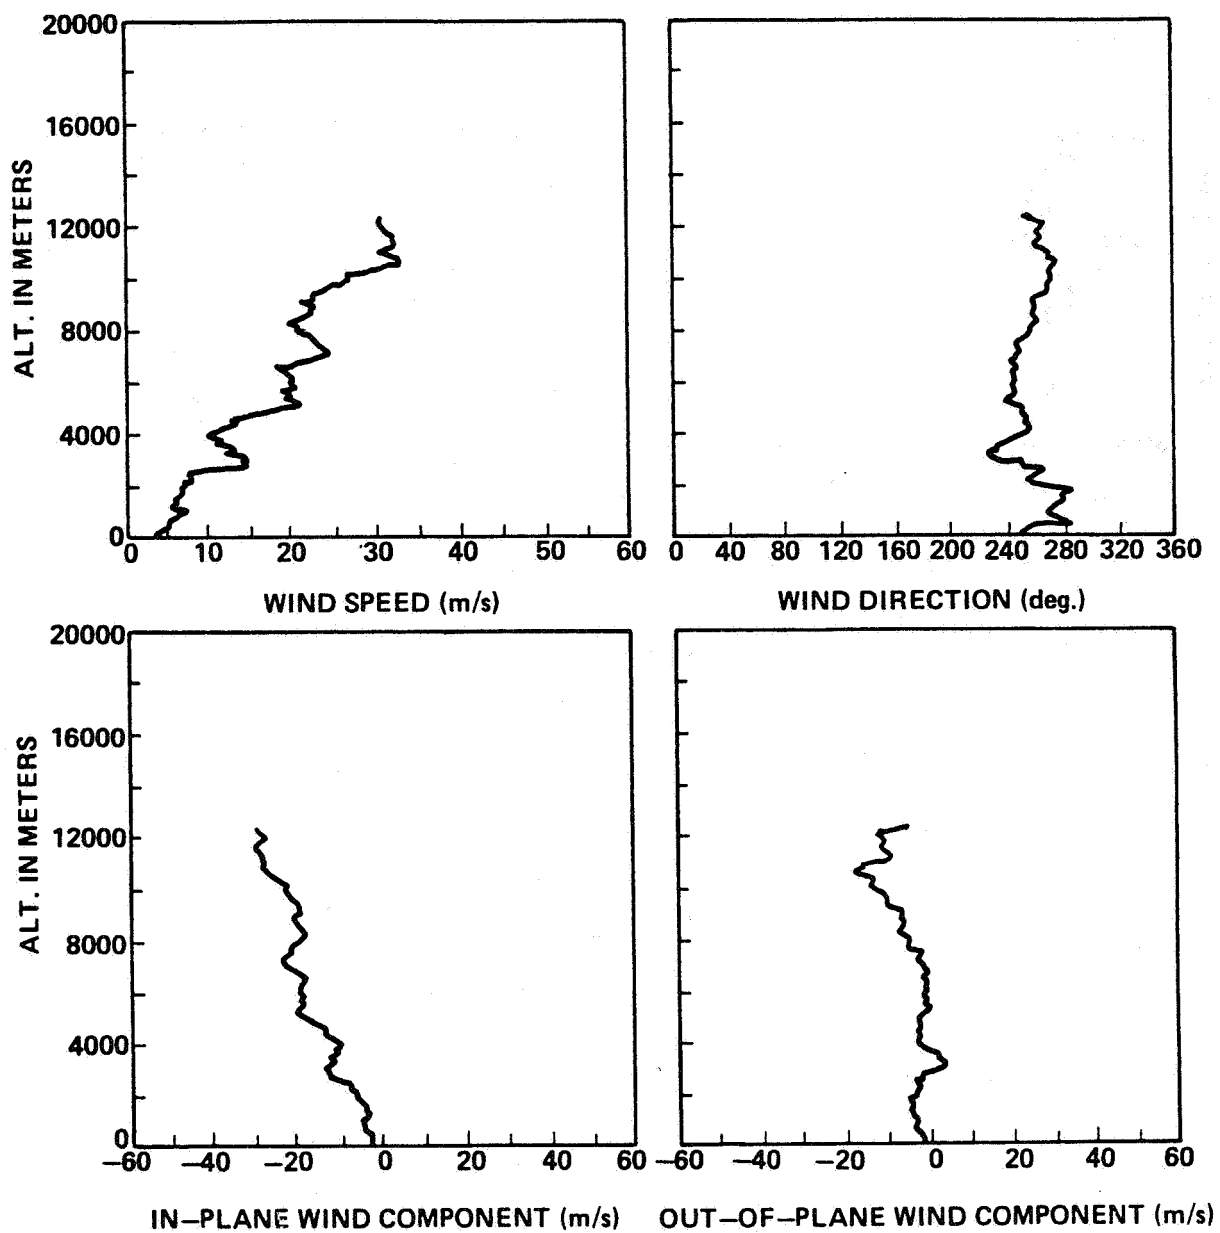 20000
16000
12000
8000
4000
0
ALT. IN METERS
0 10 20 30 40 50 60
WIND SPEED (m/s)
0 40 80 120 160 200 240 280 320 360
WIND DIRECTION (deg.)
20000
16000
12000
8000
4000
0
ALT. IN METERS
−60 −40 −20 0 20 40 60
IN−PLANE WIND COMPONENT (m/s)
−60 −40 −20 0 20 40 60
OUT−OF−PLANE WIND COMPONENT (m/s)